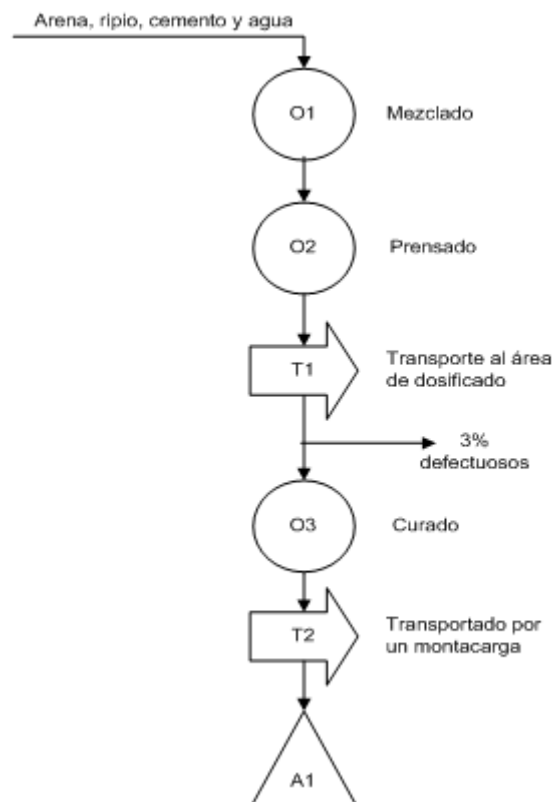 Arena, ripio, cemento y agua
O1
Mezclado
O2
Prensado
T1
Transporte al área
de dosificado
3%
defectuosos
O3
Curado
T2
Transportado por
un montacarga
A1